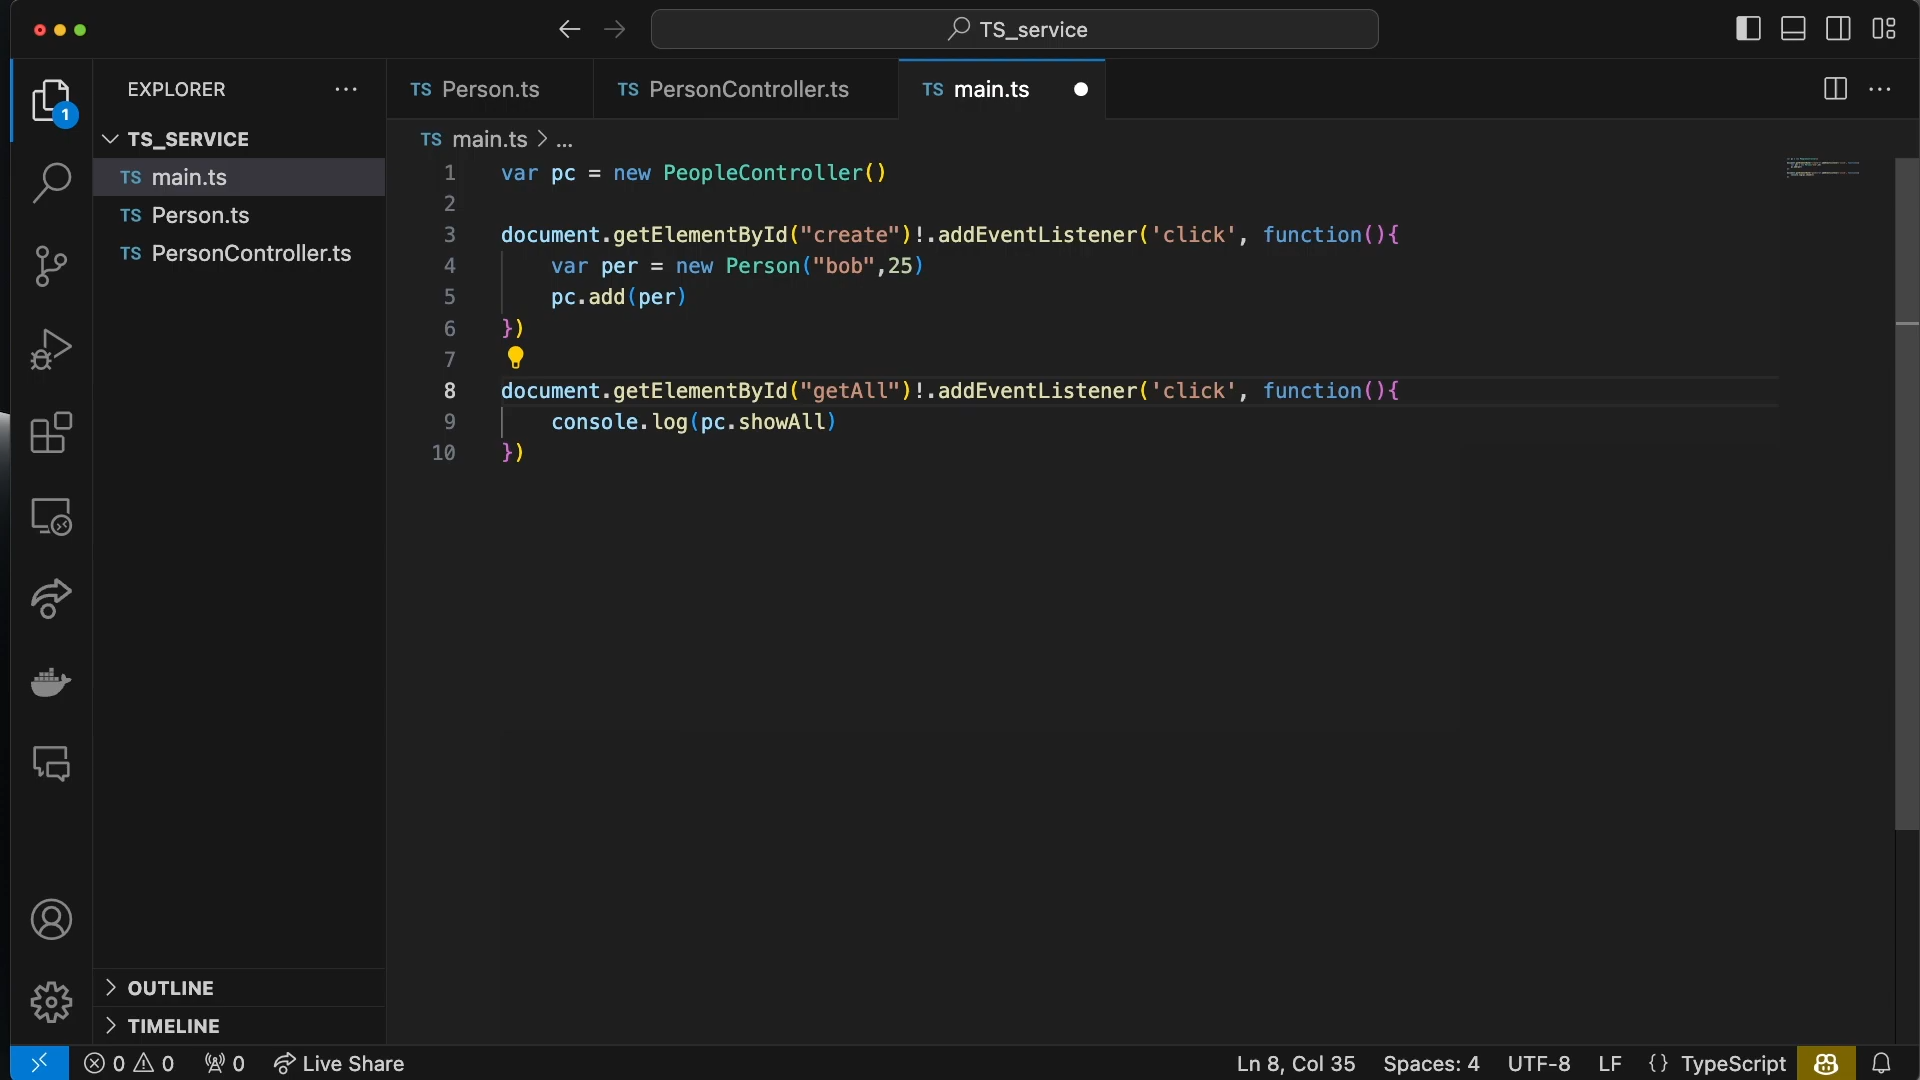 TS_service
EXPLORER
1
TS_SERVICE
TS main.ts
TS Person.ts
TS PersonController.ts
TS Person.ts
TS PersonController.ts
TS main.ts
TS main.ts > ...
1 var pc = new PeopleController()
2
3 document.getElementById("create")!.addEventListener('click', function(){
4 var per = new Person("bob",25)
5 pc.add(per)
6 })
7
8 document.getElementById("getAll")!.addEventListener('click', function(){
9 console.log(pc.showAll)
10 })
OUTLINE
TIMELINE
0 0 0 Live Share Ln 8, Col 35 Spaces: 4 UTF-8 LF {} TypeScript